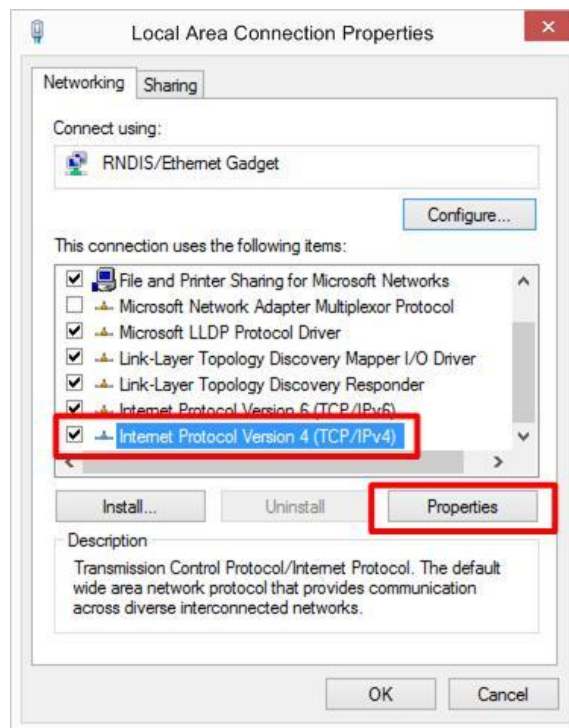 Local Area Connection Properties
Networking
Sharing
Connect using:
RNDIS/Ethernet Gadget
Configure...
This connection uses the following items:
File and Printer Sharing for Microsoft Networks
Microsoft Network Adapter Multiplexor Protocol
Microsoft LLDP Protocol Driver
Link-Layer Topology Discovery Mapper I/O Driver
Link-Layer Topology Discovery Responder
Internet Protocol Version 6 (TCP/IPv6)
Internet Protocol Version 4 (TCP/IPv4)
Install...
Uninstall
Properties
Description
Transmission Control Protocol/Internet Protocol. The default
wide area network protocol that provides communication
across diverse interconnected networks.
OK
Cancel